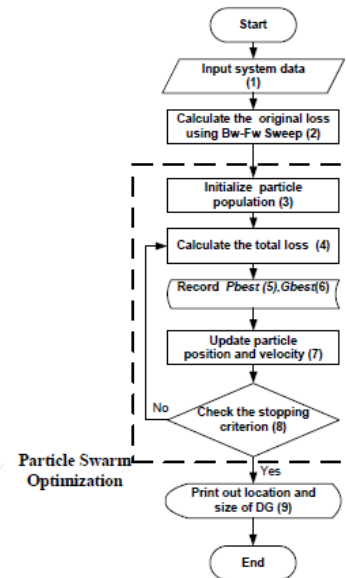 Start
Input system data
(1)
Calculate the original loss
using Bw-Fw Sweep (2)
Initialize particle
population (3)
Calculate the total loss (4)
Record Pbest (5),Gbest(6)
Update particle
position and velocity (7)
No
Check the stopping
criterion (8)
Particle Swarm
Optimization
Yes
Print out location and
size of DG (9)
End